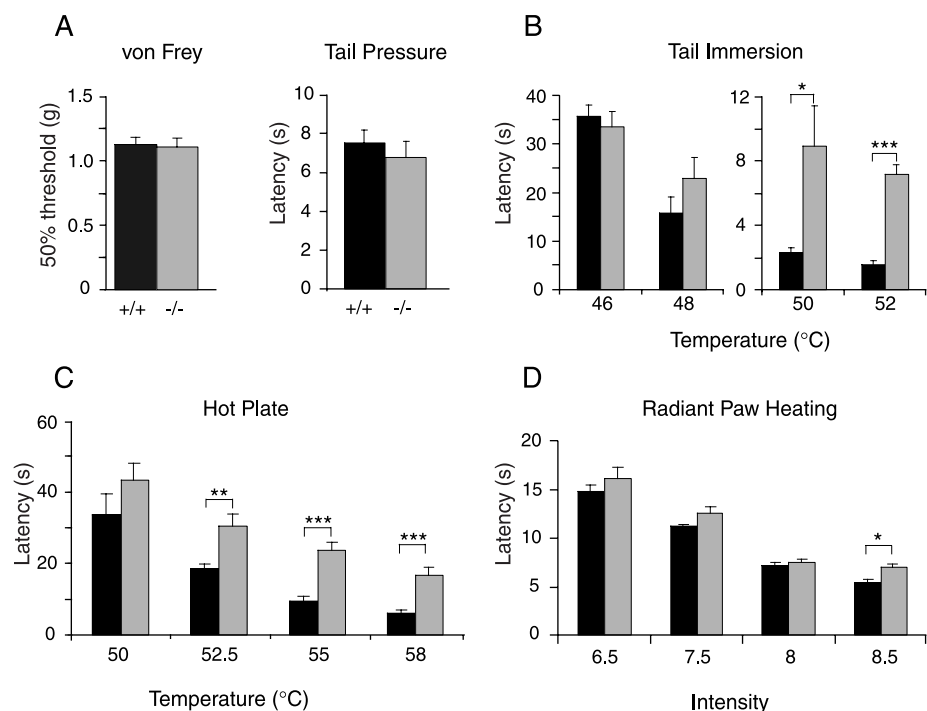 A
von Frey
50% threshold (g)
1.5
1.0
0.5
0
+/+ -/-
Tail Pressure
Latency (s)
10
8
6
4
2
0
+/+ -/-
B
Tail Immersion
Latency (s)
40
35
30
20
10
0
46 48
12
8
4
2
0
* ***
50 52
Temperature (°C)
C
Hot Plate
Latency (s)
60
40
20
0
** *** ***
50 52.5 55 58
Temperature (°C)
D
Radiant Paw Heating
Latency (s)
20
15
10
5
0
*
6.5 7.5 8 8.5
Intensity